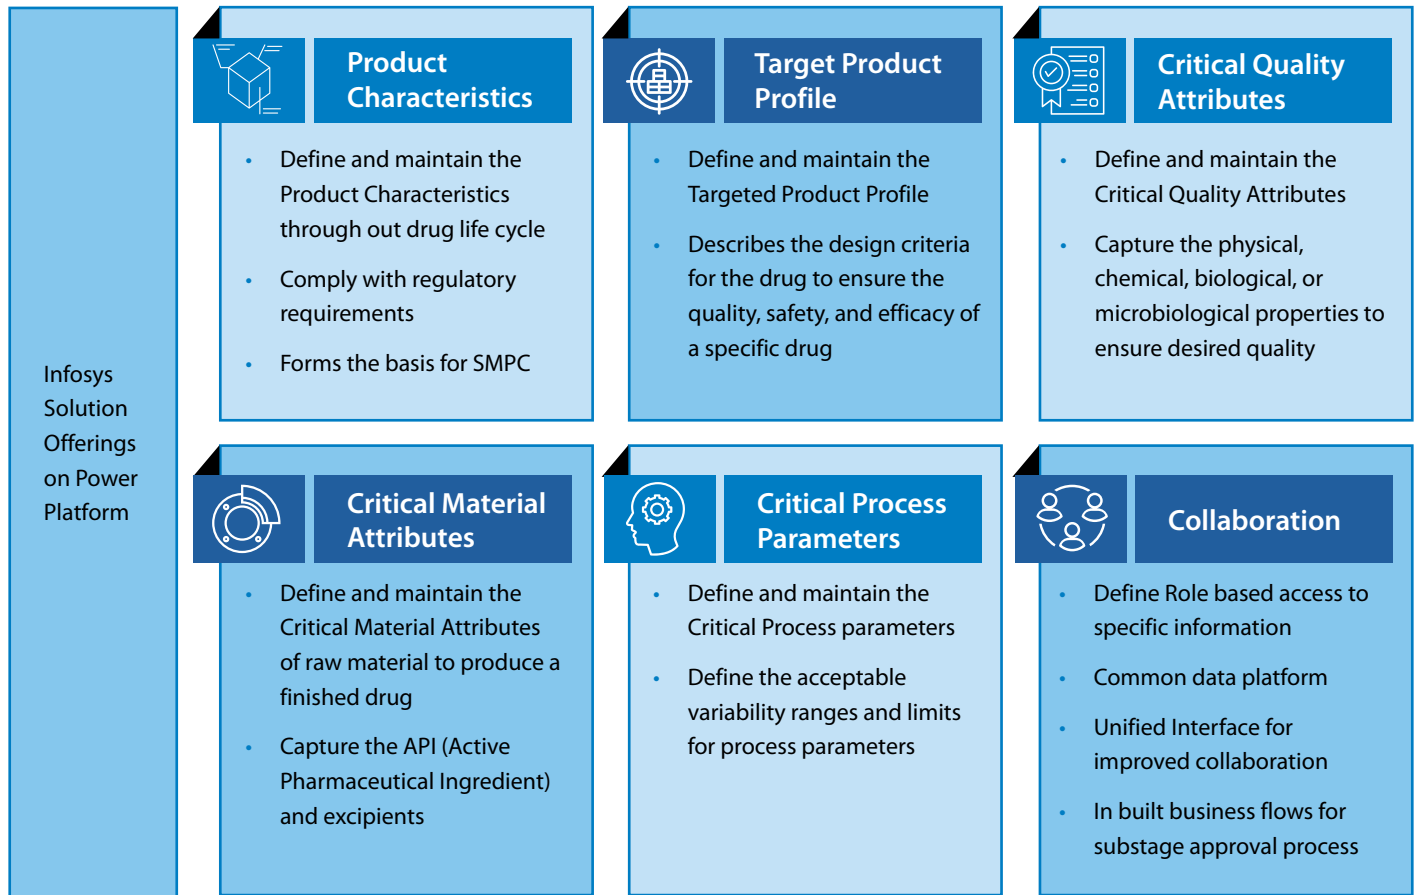 Infosys
Solution
Offerings
on Power
Platform
Product
Characteristics
• Define and maintain the
Product Characteristics
through out drug life cycle
• Comply with regulatory
requirements
• Forms the basis for SMPC
Target Product
Profile
• Define and maintain the
Targeted Product Profile
• Describes the design criteria
for the drug to ensure the
quality, safety, and efficacy of
a specific drug
Critical Quality
Attributes
• Define and maintain the
Critical Quality Attributes
• Capture the physical,
chemical, biological, or
microbiological properties to
ensure desired quality
Critical Material
Attributes
• Define and maintain the
Critical Material Attributes
of raw material to produce a
finished drug
• Capture the API (Active
Pharmaceutical Ingredient)
and excipients
Critical Process
Parameters
• Define and maintain the
Critical Process parameters
• Define the acceptable
variability ranges and limits
for process parameters
Collaboration
• Define Role based access to
specific information
• Common data platform
• Unified Interface for
improved collaboration
• In built business flows for
substage approval process